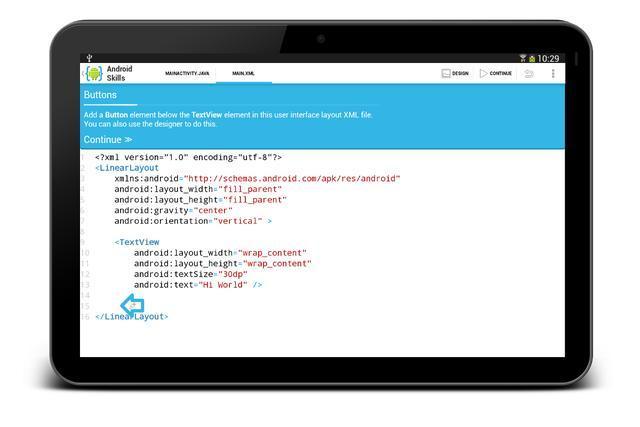 10:29
Android
Skills
MAINACTIVITY.JAVA
MAIN.XML
DESIGN
CONTINUE
Buttons
Add a Button element below the TextView element in this user interface layout XML file.
You can also use the designer to do this.
Continue ≫
1 <?xml version="1.0" encoding="utf-8"?>
2 <LinearLayout
3 xmlns:android="http://schemas.android.com/apk/res/android"
4 android:layout_width="fill_parent"
5 android:layout_height="fill_parent"
6 android:gravity="center"
7 android:orientation="vertical" >
8
9 <TextView
10 android:layout_width="wrap_content"
11 android:layout_height="wrap_content"
12 android:textSize="30dp"
13 android:text="Hi World" />
14
15
16 </LinearLayout>